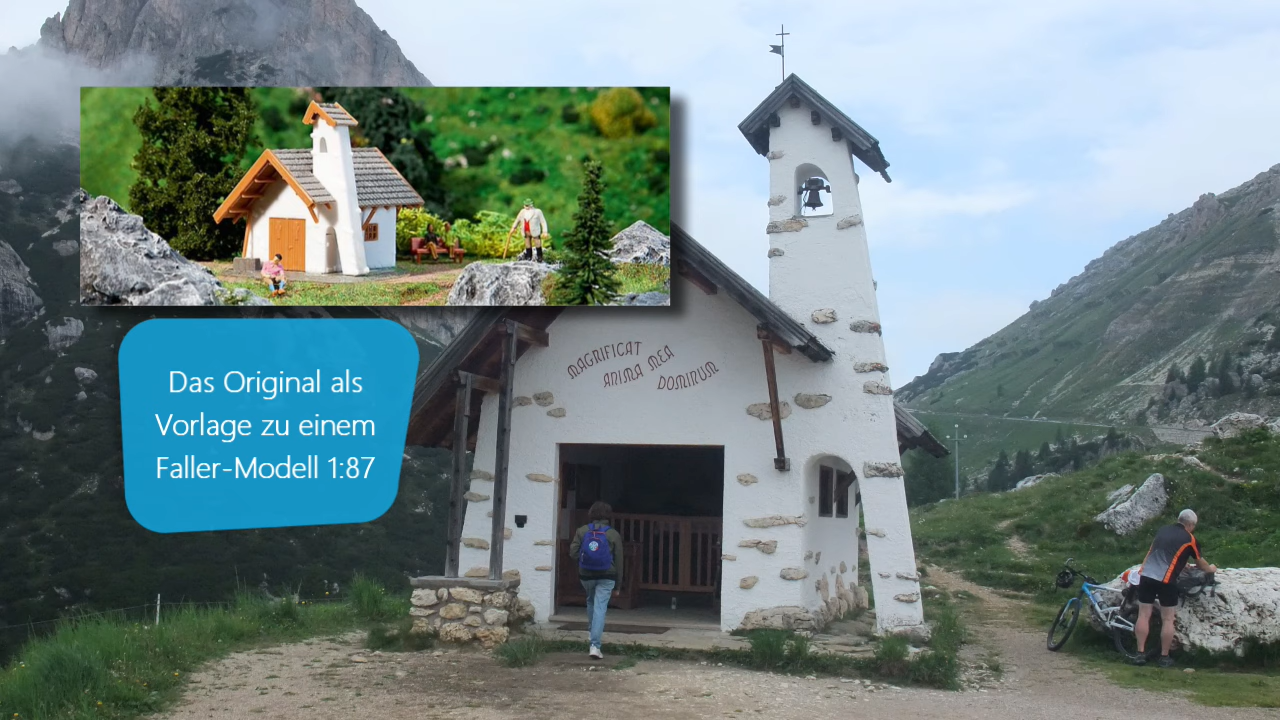 Das Original als
Vorlage zu einem
Faller-Modell 1:87
MAGNIFICAT
ANIMA MEA
DOMINUM